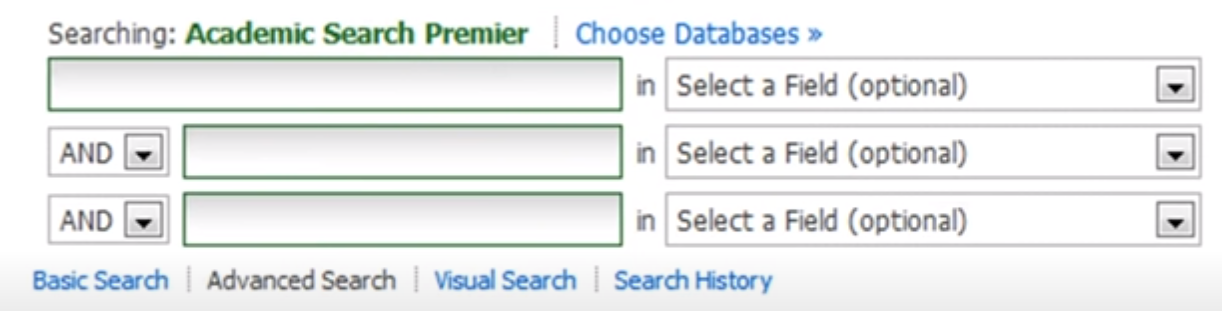 Searching: Academic Search Premier Choose Databases »
in Select a Field (optional)
AND in Select a Field (optional)
AND in Select a Field (optional)
Basic Search Advanced Search Visual Search Search History